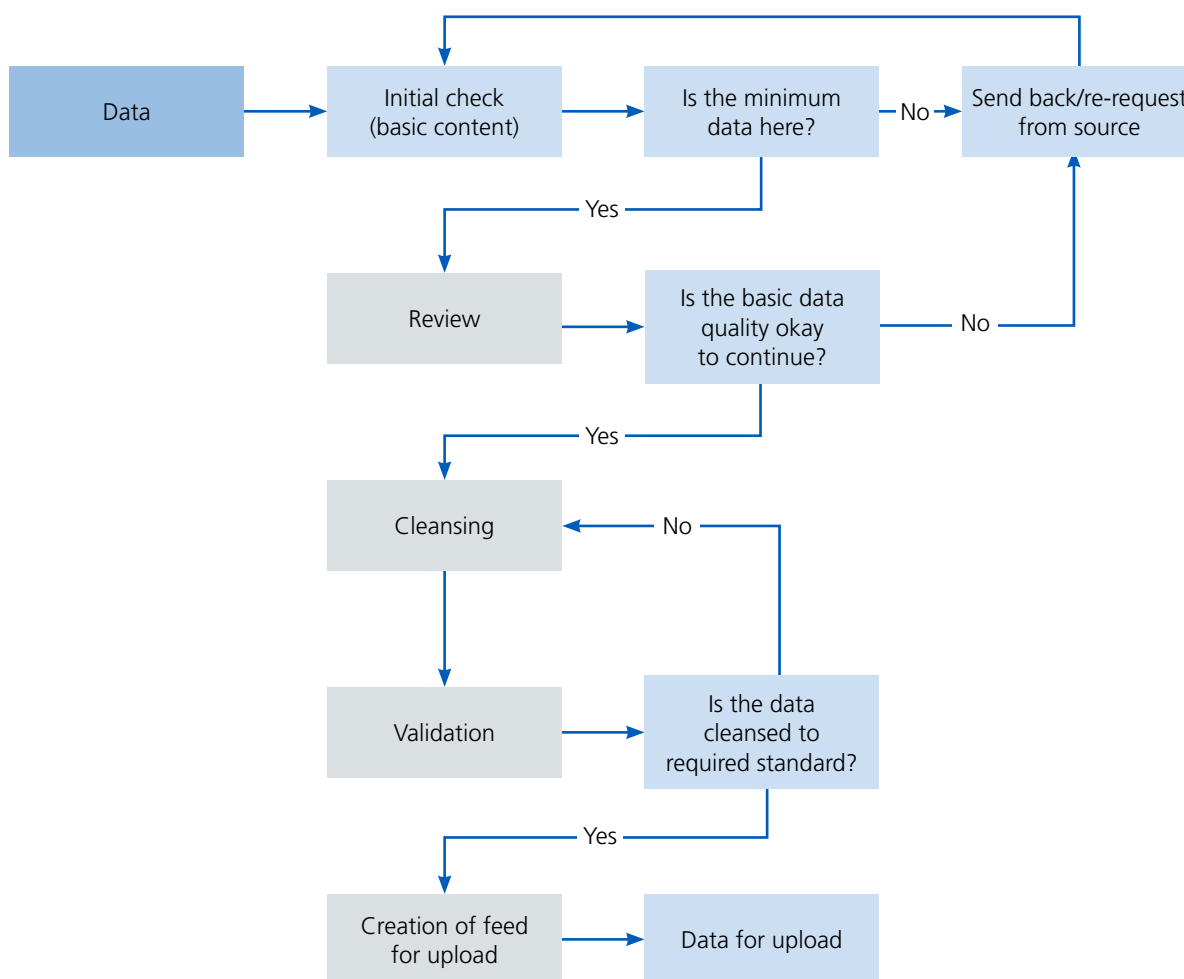 Data
Initial check
(basic content)
Is the minimum
data here?
No
Send back/re-request
from source
Yes
Review
Is the basic data
quality okay
to continue?
No
Yes
Cleansing
No
Validation
Is the data
cleansed to
required standard?
Yes
Creation of feed
for upload
Data for upload